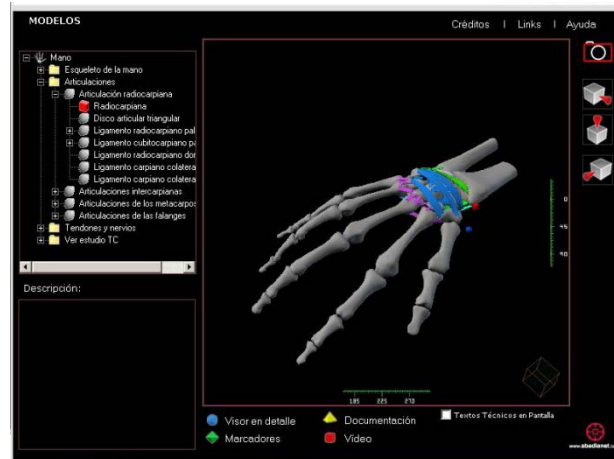 MODELOS
Créditos | Links | Ayuda
Mano
Esqueleto de la mano
Articulaciones
Articulación radiocarpiana
Radiocarpiana
Disco articular triangular
Ligamento radiocarpiano pal
Ligamento cubitocarpiano pa
Ligamento radiocarpiano dor
Ligamento carpiano colatera
Ligamento carpiano colatera
Articulaciones intercarpianas
Articulaciones de los metacarpos
Articulaciones de las falanges
Tendones y nervios
Ver estudio TC
Descripción:
0
45
90
185 225 270
Visor en detalle
Documentación
Textos Técnicos en Pantalla
Marcadores
Vídeo